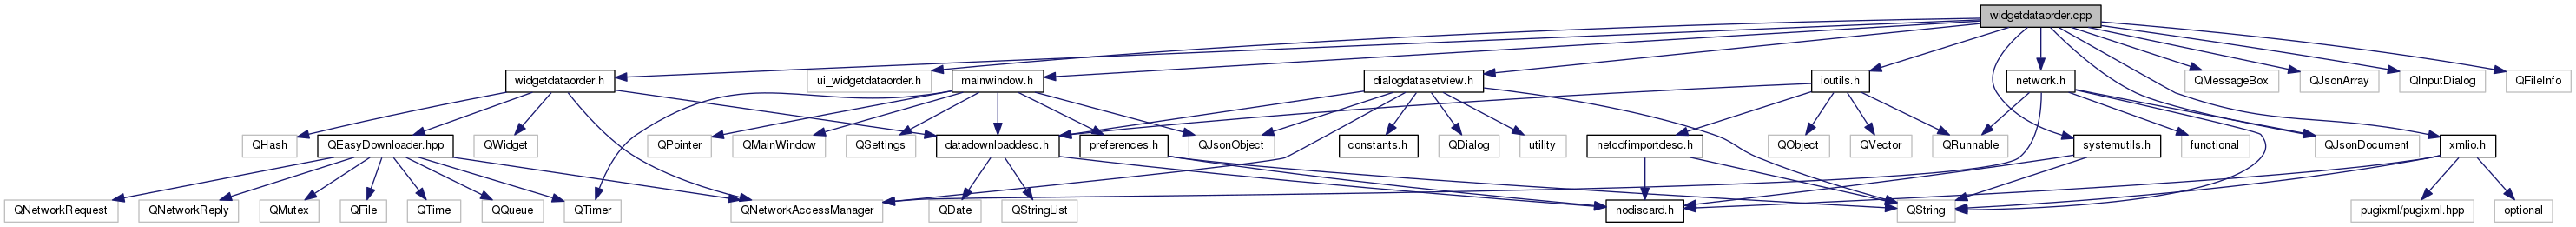 widgetdataorder.cpp
widgetdataorder.h
ui_widgetdataorder.h
mainwindow.h
dialogdatasetview.h
ioutils.h
network.h
QMessageBox
QJsonArray
QInputDialog
QFileInfo
QHash
QEasyDownloader.hpp
QWidget
QPointer
QMainWindow
QSettings
datadownloaddesc.h
preferences.h
QJsonObject
constants.h
QDialog
utility
netcdfimportdesc.h
QObject
QVector
QRunnable
systemutils.h
functional
QJsonDocument
xmlio.h
QNetworkRequest
QNetworkReply
QMutex
QFile
QTime
QQueue
QTimer
QNetworkAccessManager
QDate
QStringList
nodiscard.h
QString
pugixml/pugixml.hpp
optional